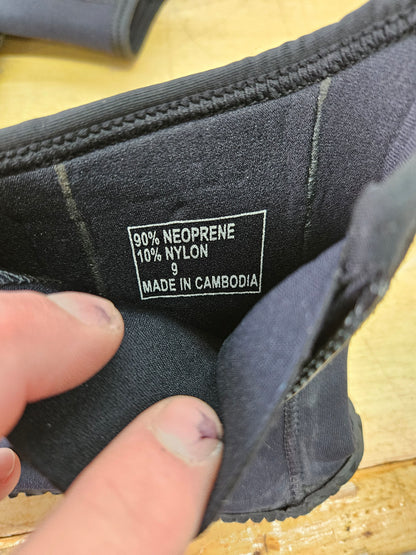 90% NEOPRENE
10% NYLON
9
MADE IN CAMBODIA